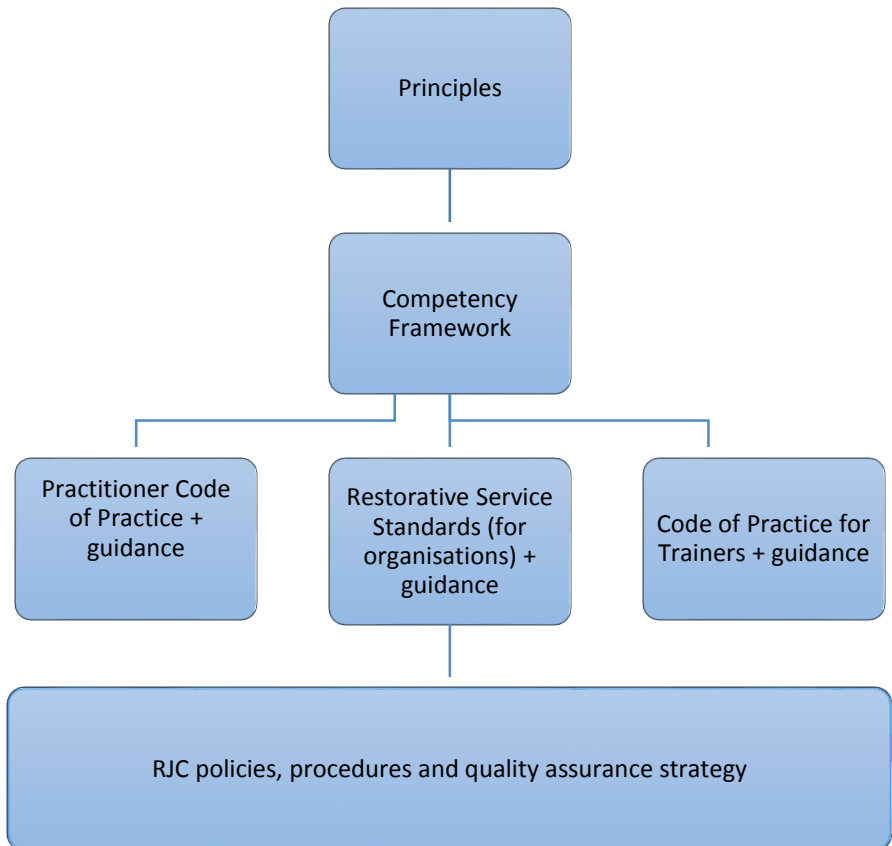 Principles
Competency
Framework
Practitioner Code
of Practice +
guidance
Restorative Service
Standards (for
organisations) +
guidance
Code of Practice for
Trainers + guidance
RJC policies, procedures and quality assurance strategy